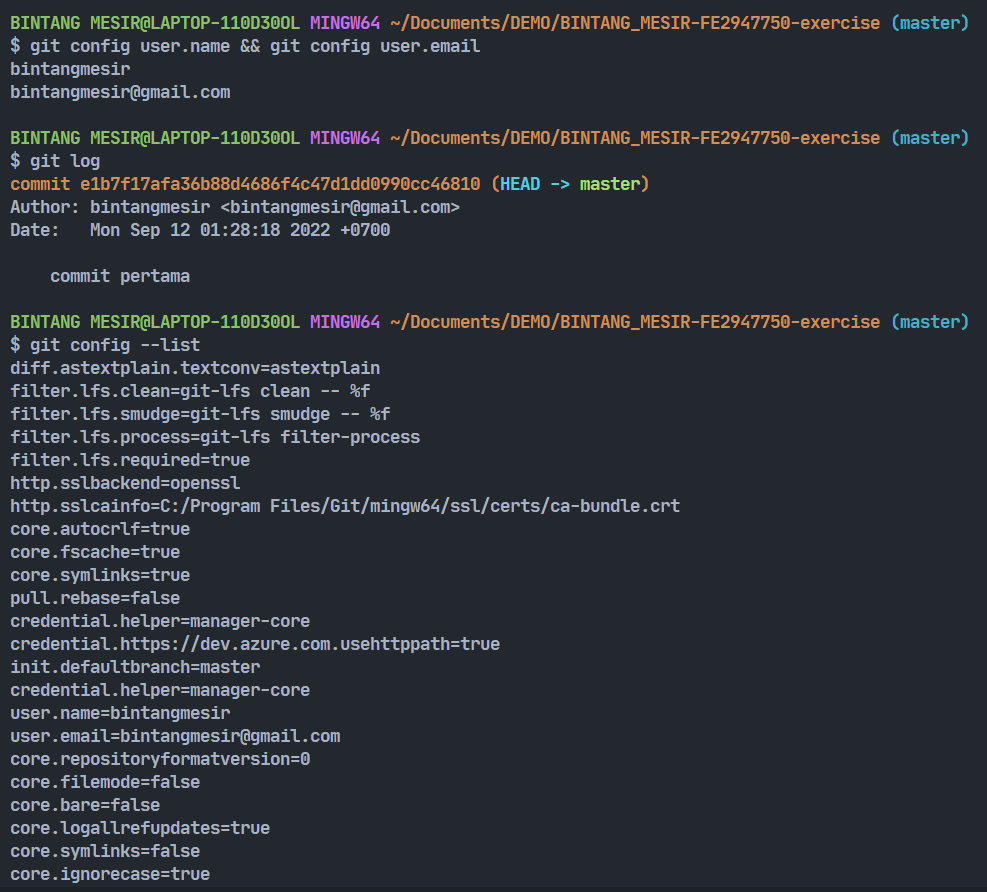 BINTANG MESIR@LAPTOP-110D30OL MINGW64 ~/Documents/DEMO/BINTANG_MESIR-FE2947750-exercise (master)
$ git config user.name && git config user.email
bintangmesir
bintangmesir@gmail.com
BINTANG MESIR@LAPTOP-110D30OL MINGW64 ~/Documents/DEMO/BINTANG_MESIR-FE2947750-exercise (master)
$ git log
commit e1b7f17afa36b88d4686f4c47d1dd0990cc46810 (HEAD -> master)
Author: bintangmesir <bintangmesir@gmail.com>
Date:   Mon Sep 12 01:28:18 2022 +0700
    commit pertama
BINTANG MESIR@LAPTOP-110D30OL MINGW64 ~/Documents/DEMO/BINTANG_MESIR-FE2947750-exercise (master)
$ git config --list
diff.astextplain.textconv=astextplain
filter.lfs.clean=git-lfs clean -- %f
filter.lfs.smudge=git-lfs smudge -- %f
filter.lfs.process=git-lfs filter-process
filter.lfs.required=true
http.sslbackend=openssl
http.sslcainfo=C:/Program Files/Git/mingw64/ssl/certs/ca-bundle.crt
core.autocrlf=true
core.fscache=true
core.symlinks=true
pull.rebase=false
credential.helper=manager-core
credential.https://dev.azure.com.usehttppath=true
init.defaultbranch=master
credential.helper=manager-core
user.name=bintangmesir
user.email=bintangmesir@gmail.com
core.repositoryformatversion=0
core.filemode=false
core.bare=false
core.logallrefupdates=true
core.symlinks=false
core.ignorecase=true